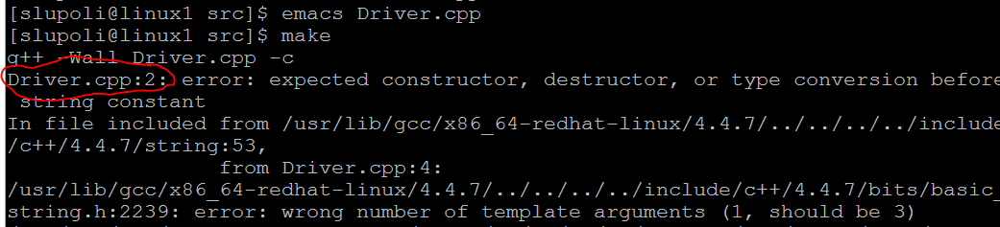 [slupoli@linux1 src]$ emacs Driver.cpp
[slupoli@linux1 src]$ make
g++ -Wall Driver.cpp -c
Driver.cpp:2: error: expected constructor, destructor, or type conversion before
 string constant
In file included from /usr/lib/gcc/x86_64-redhat-linux/4.4.7/../../../../include
/c++/4.4.7/string:53,
                 from Driver.cpp:4:
/usr/lib/gcc/x86_64-redhat-linux/4.4.7/../../../../include/c++/4.4.7/bits/basic_
string.h:2239: error: wrong number of template arguments (1, should be 3)